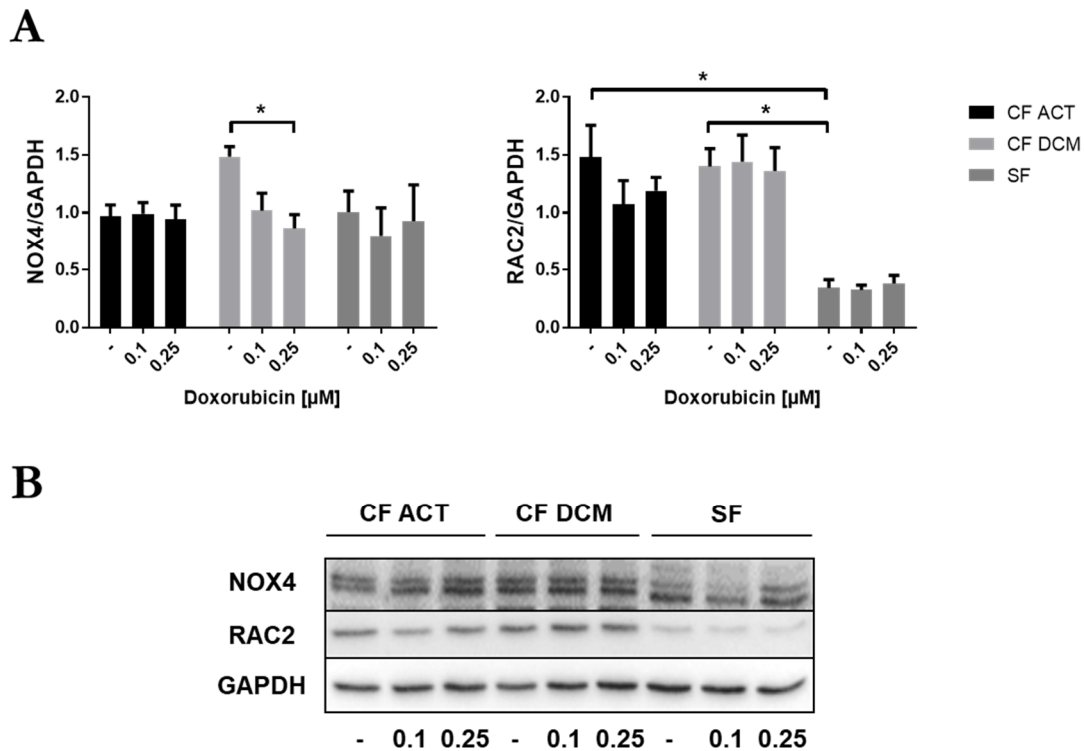 A
NOX4/GAPDH
2.0
1.5
1.0
0.5
0.0
*
- 0.1 0.25 - 0.1 0.25 - 0.1 0.25
Doxorubicin [µM]
RAC2/GAPDH
2.0
1.5
1.0
0.5
0.0
*
*
- 0.1 0.25 - 0.1 0.25 - 0.1 0.25
Doxorubicin [µM]
CF ACT
CF DCM
SF
B
CF ACT CF DCM SF
NOX4
RAC2
GAPDH
- 0.1 0.25 - 0.1 0.25 - 0.1 0.25